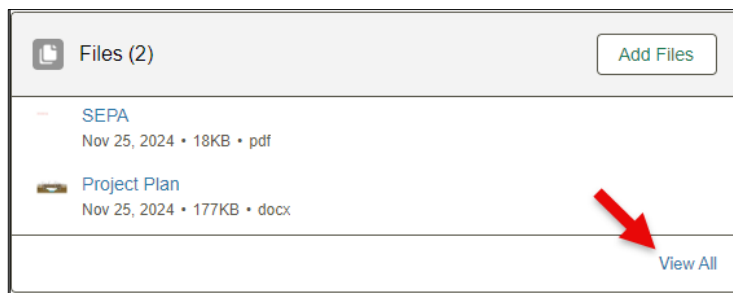 Files (2)
Add Files
SEPA
Nov 25, 2024 • 18KB • pdf
Project Plan
Nov 25, 2024 • 177KB • docx
View All